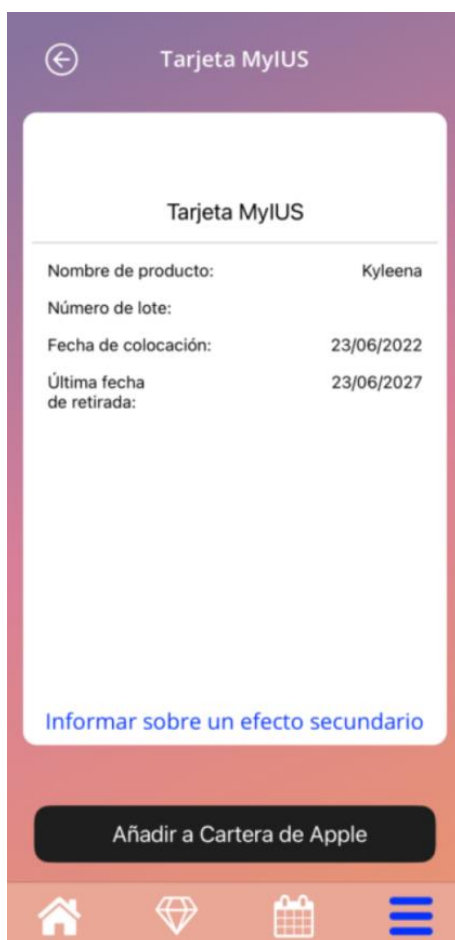 Tarjeta MyIUS
Tarjeta MyIUS
Nombre de producto: Kyleena
Número de lote:
Fecha de colocación: 23/06/2022
Última fecha 23/06/2027
de retirada:
Informar sobre un efecto secundario
Añadir a Cartera de Apple